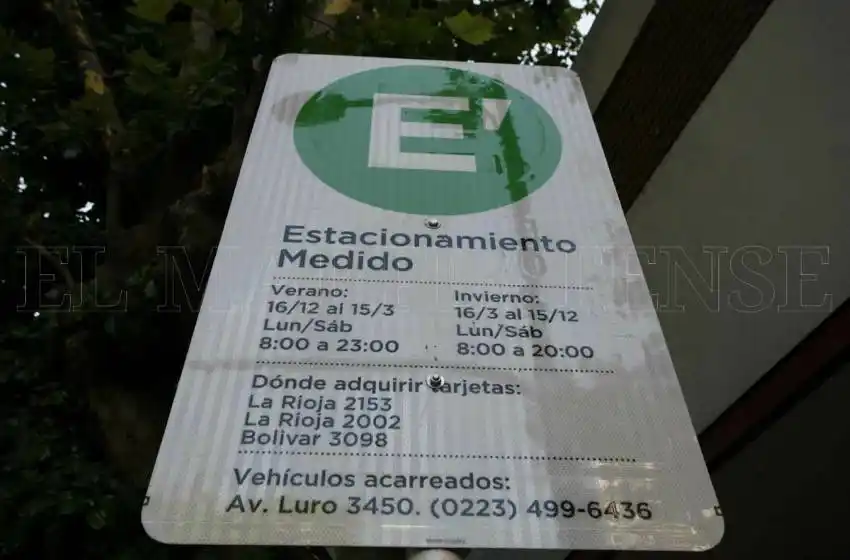 E'
Estacionamiento
Medido
Verano:
16/12 al 15/3
Lun/Sáb
8:00 a 23:00
Invierno:
16/3 al 15/12
Lun/Sáb
8:00 a 20:00
Dónde adquirir tarjetas:
La Rioja 2153
La Rioja 2002
Bolivar 3098
Vehículos acarreados:
Av. Luro 3450. (0223) 499-6436